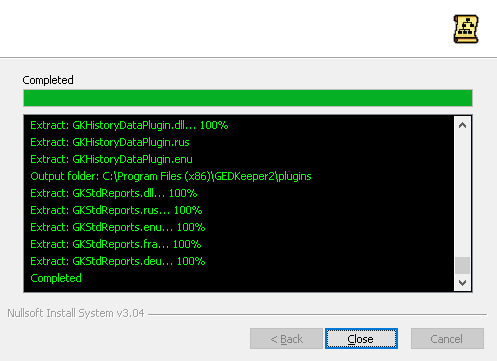 Completed
Extract: GKHistoryDataPlugin.dll... 100%
Extract: GKHistoryDataPlugin.rus
Extract: GKHistoryDataPlugin.enu
Output folder: C:\Program Files (x86)\GEDKeeper2\plugins
Extract: GKStdReports.dll... 100%
Extract: GKStdReports.rus... 100%
Extract: GKStdReports.enu... 100%
Extract: GKStdReports.fra... 100%
Extract: GKStdReports.deu... 100%
Completed
Nullsoft Install System v3.04
< Back Close Cancel